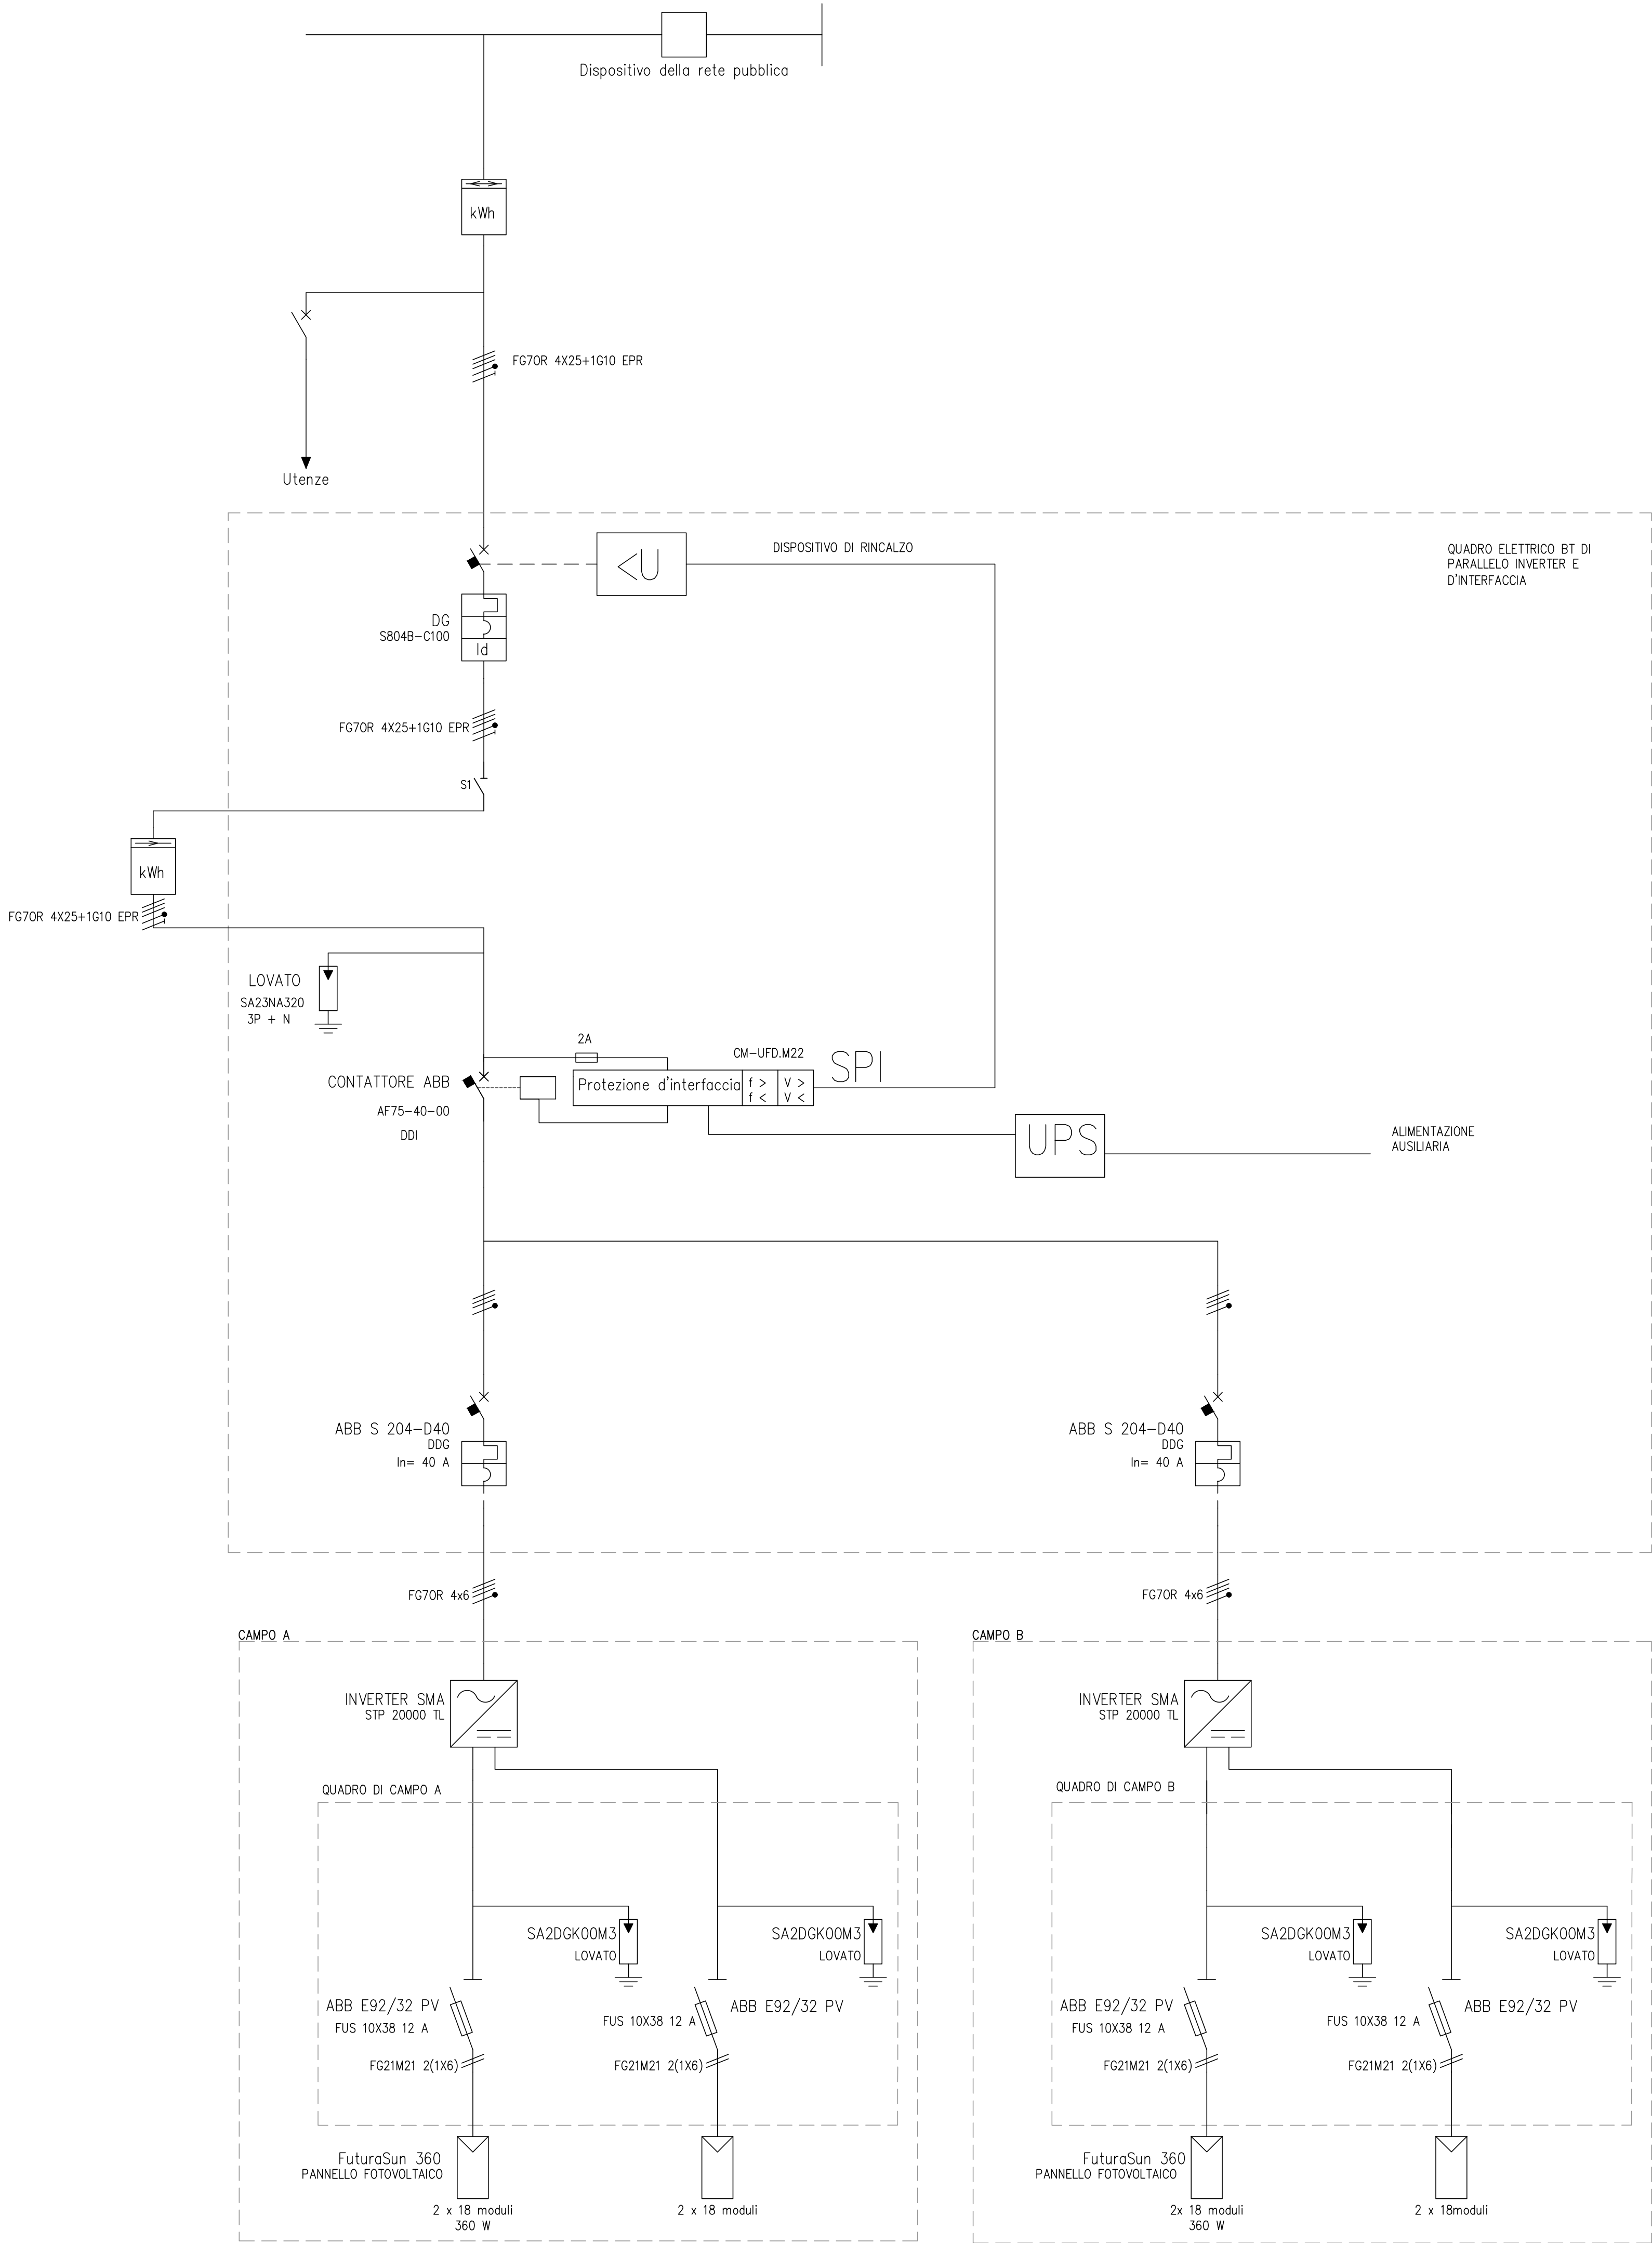 Dispositivo della rete pubblica
kWh
FG7OR 4X25+1G10 EPR
Utenze
<U
DISPOSITIVO DI RINCALZO
QUADRO ELETTRICO BT DI
PARALLELO INVERTER E
D'INTERFACCIA
DG
S804B-C100
Id
FG7OR 4X25+1G10 EPR
S1
kWh
FG7OR 4X25+1G10 EPR
LOVATO
SA23NA320
3P + N
2A
CM-UFD.M22
SPI
Protezione d'interfaccia
f >
f <
V >
V <
CONTATTORE ABB
AF75-40-00
DDI
UPS
ALIMENTAZIONE
AUSILIARIA
ABB S 204-D40
DDG
In= 40 A
ABB S 204-D40
DDG
In= 40 A
FG7OR 4x6
FG7OR 4x6
CAMPO A
INVERTER SMA
STP 20000 TL
QUADRO DI CAMPO A
SA2DGK00M3
LOVATO
SA2DGK00M3
LOVATO
ABB E92/32 PV
FUS 10X38 12 A
ABB E92/32 PV
FUS 10X38 12 A
FG21M21 2(1X6)
FG21M21 2(1X6)
FuturaSun 360
PANNELLO FOTOVOLTAICO
2 x 18 moduli
360 W
2 x 18 moduli
CAMPO B
INVERTER SMA
STP 20000 TL
QUADRO DI CAMPO B
SA2DGK00M3
LOVATO
SA2DGK00M3
LOVATO
ABB E92/32 PV
FUS 10X38 12 A
ABB E92/32 PV
FUS 10X38 12 A
FG21M21 2(1X6)
FG21M21 2(1X6)
FuturaSun 360
PANNELLO FOTOVOLTAICO
2x 18 moduli
360 W
2 x 18moduli